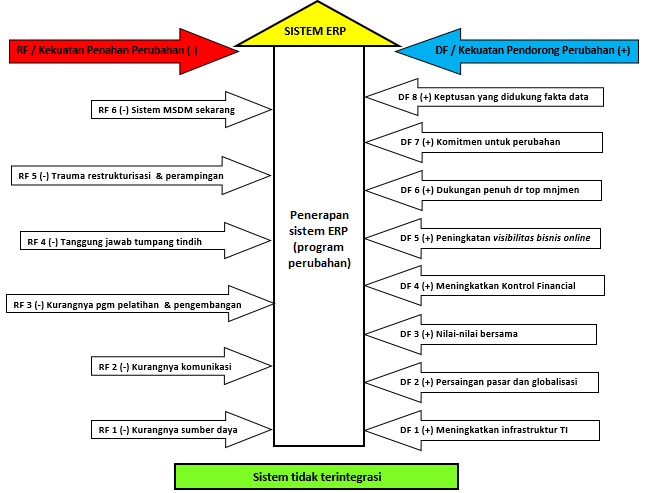 SISTEM ERP
RF / Kekuatan Penahan Perubahan (-)
DF / Kekuatan Pendorong Perubahan (+)
RF 6 (-) Sistem MSDM sekarang
RF 5 (-) Trauma restrukturisasi & perampingan
RF 4 (-) Tanggung jawab tumpang tindih
RF 3 (-) Kurangnya pgm pelatihan & pengembangan
RF 2 (-) Kurangnya komunikasi
RF 1 (-) Kurangnya sumber daya
Penerapan
sistem ERP
(program
perubahan)
DF 8 (+) Keptusan yang didukung fakta data
DF 7 (+) Komitmen untuk perubahan
DF 6 (+) Dukungan penuh dr top mnjmen
DF 5 (+) Peningkatan visibilitas bisnis online
DF 4 (+) Meningkatkan Kontrol Financial
DF 3 (+) Nilai-nilai bersama
DF 2 (+) Persaingan pasar dan globalisasi
DF 1 (+) Meningkatkan infrastruktur TI
Sistem tidak terintegrasi